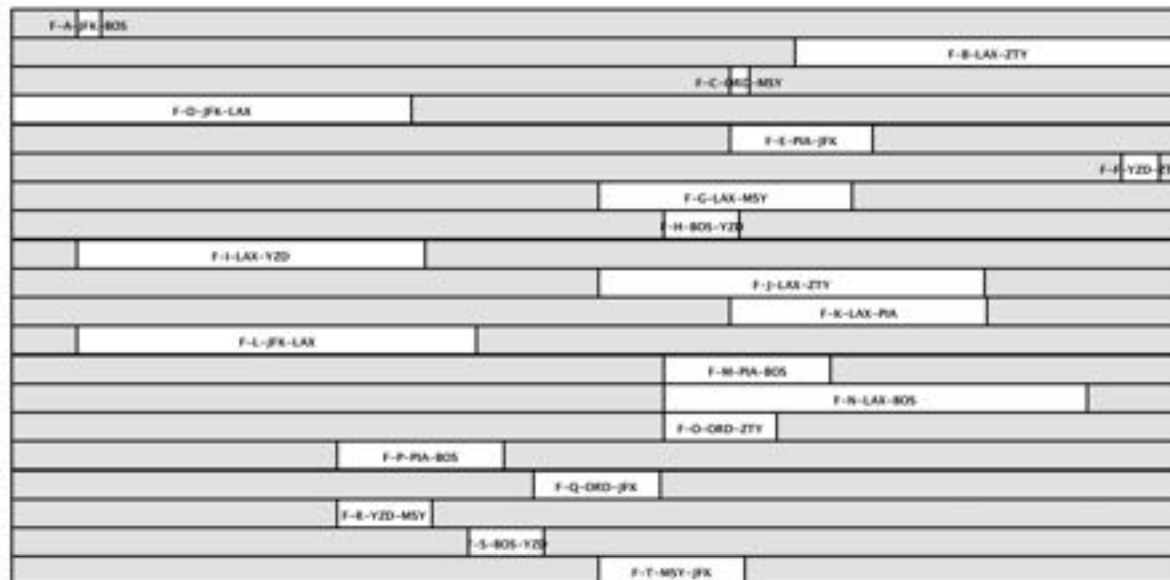 F-A-JFK-BOS
F-B-LAX-ZTY
F-C-ORD-MSY
F-D-JFK-LAX
F-E-PIA-JFK
F-F-YZD-ZT
F-G-LAX-MSY
F-H-BOS-YZD
F-I-LAX-YZD
F-J-LAX-ZTY
F-K-LAX-PIA
F-L-JFK-LAX
F-M-PIA-BOS
F-N-LAX-BOS
F-O-ORD-ZTY
F-P-PIA-BOS
F-Q-ORD-JFK
F-R-YZD-MSY
F-S-BOS-YZD
F-T-MSY-JFK